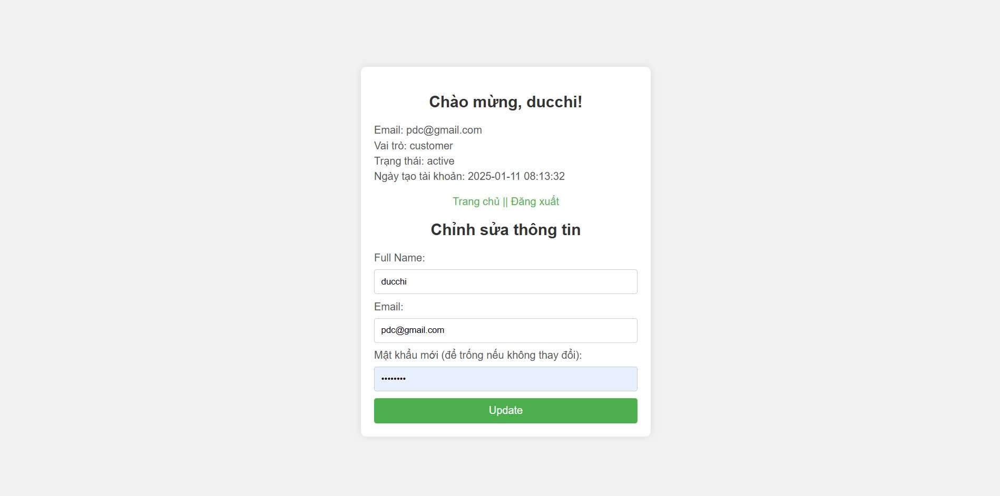 Chào mừng, ducchi!
Email: pdc@gmail.com
Vai trò: customer
Trạng thái: active
Ngày tạo tài khoản: 2025-01-11 08:13:32
Trang chủ || Đăng xuất
Chỉnh sửa thông tin
Full Name:
ducchi
Email:
pdc@gmail.com
Mật khẩu mới (để trống nếu không thay đổi):
••••••••
Update